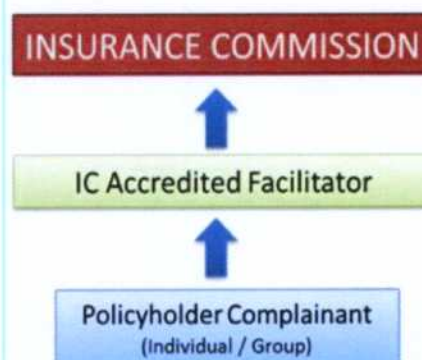 INSURANCE COMMISSION
IC Accredited Facilitator
Policyholder Complainant
(Individual / Group)